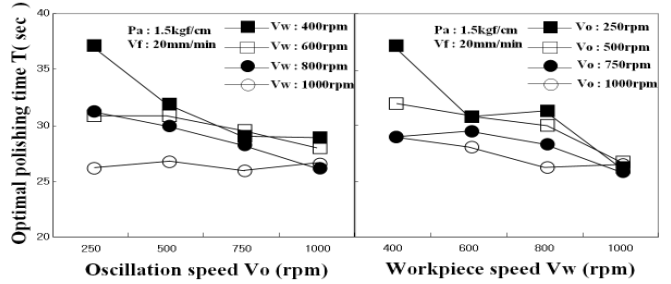 Optimal polishing time T( sec )
40
35
30
25
20
Pa : 1.5kgf/cm
Vf : 20mm/min
Vw : 400rpm
Vw : 600rpm
Vw : 800rpm
Vw : 1000rpm
250 500 750 1000
Oscillation speed Vo (rpm)
Pa : 1.5kgf/cm
Vf : 20mm/min
Vo : 250rpm
Vo : 500rpm
Vo : 750rpm
Vo : 1000rpm
400 600 800 1000
Workpiece speed Vw (rpm)